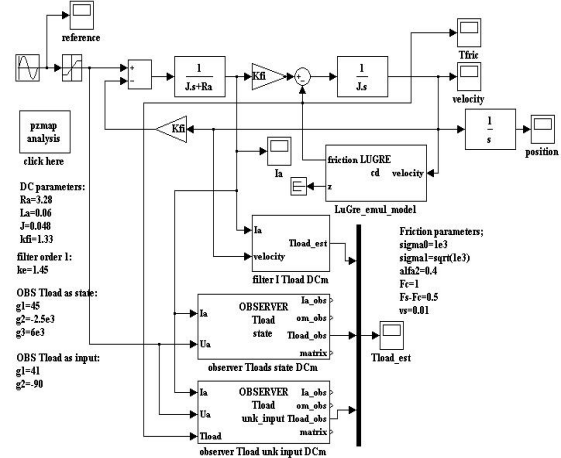 reference
Tfric
velocity
position
+
-
1
J.s+Ra
Kfi
+
-
1
J.s
1
s
Kfi
pzmap
analysis
click here
Ia
friction LUGRE
cd
velocity
z
LuGre_emul_model
DC parameters:
Ra=3.28
La=0.06
J=0.048
kfi=1.33
filter order 1:
ke=1.45
OBS Tload as state:
g1=45
g2=-2.5e3
g3=6e3
OBS Tload as input:
g1=41
g2=-90
Ia
velocity
Tload_est
filter I Tload DCm
Friction parameters;
sigma0=1e3
sigma1=sqrt(1e3)
alfa2=0.4
Fc=1
Fs-Fc=0.5
vs=0.01
Ia
Ua
OBSERVER
Tload
state
Ia_obs
om_obs
Tload_obs
matrix
observer Tloads state DCm
Tload_est
Ia
Ua
Tload
OBSERVER
Tload
unk_input
Ia_obs
om_obs
Tload_obs
matrix
observer Tload unk input DCm